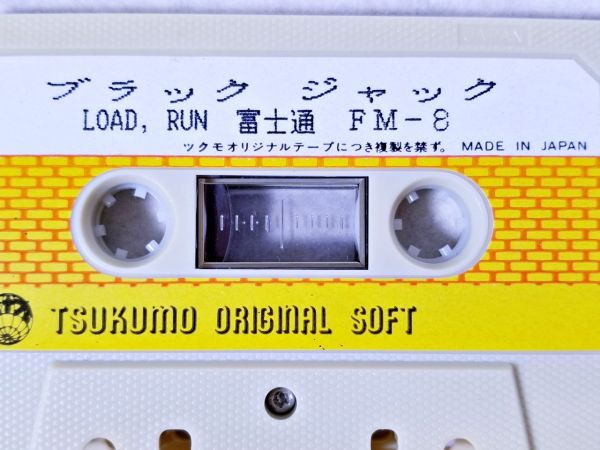 ブラック ジャック
LOAD, RUN 富士通 FM-8
ツクモオリジナルテープにつき複製を禁ず。 MADE IN JAPAN
TSUKUMO ORIGINAL SOFT